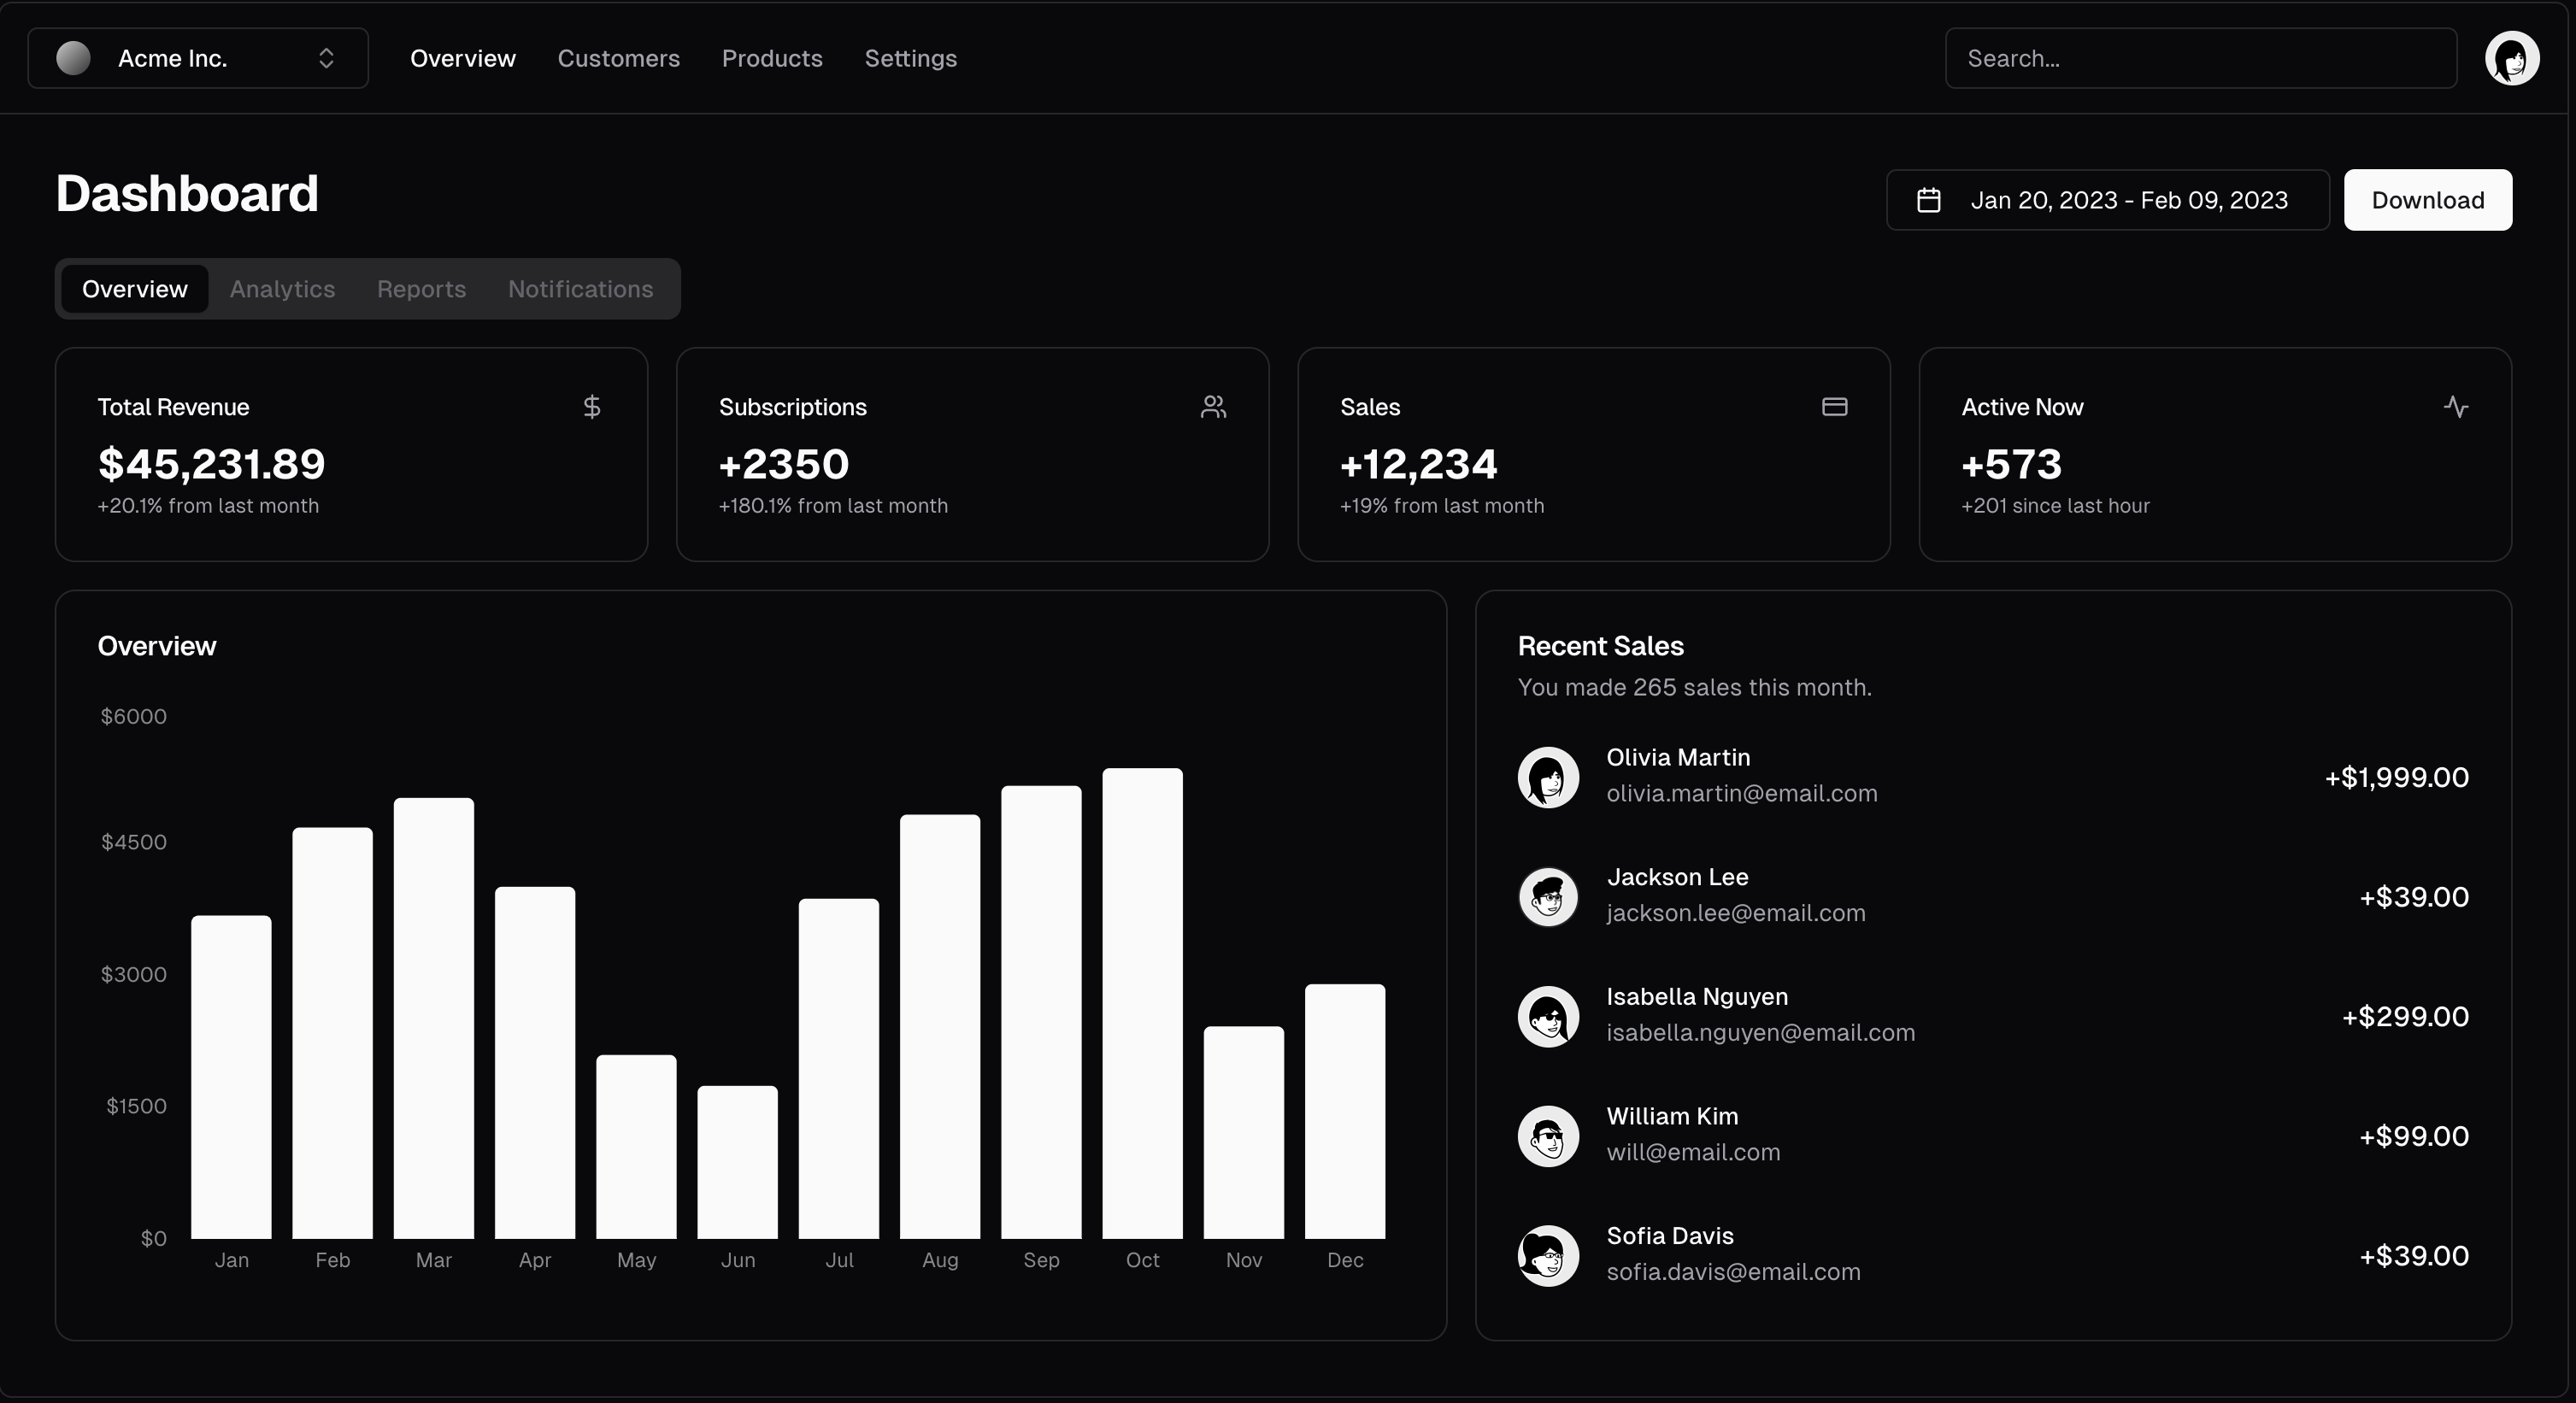 Acme Inc.
Overview Customers Products Settings
Search...
Dashboard
Jan 20, 2023 - Feb 09, 2023
Download
Overview Analytics Reports Notifications
Total Revenue
$45,231.89
+20.1% from last month
Subscriptions
+2350
+180.1% from last month
Sales
+12,234
+19% from last month
Active Now
+573
+201 since last hour
Overview
$6000
$4500
$3000
$1500
$0
Jan Feb Mar Apr May Jun Jul Aug Sep Oct Nov Dec
Recent Sales
You made 265 sales this month.
Olivia Martin
olivia.martin@email.com
+$1,999.00
Jackson Lee
jackson.lee@email.com
+$39.00
Isabella Nguyen
isabella.nguyen@email.com
+$299.00
William Kim
will@email.com
+$99.00
Sofia Davis
sofia.davis@email.com
+$39.00